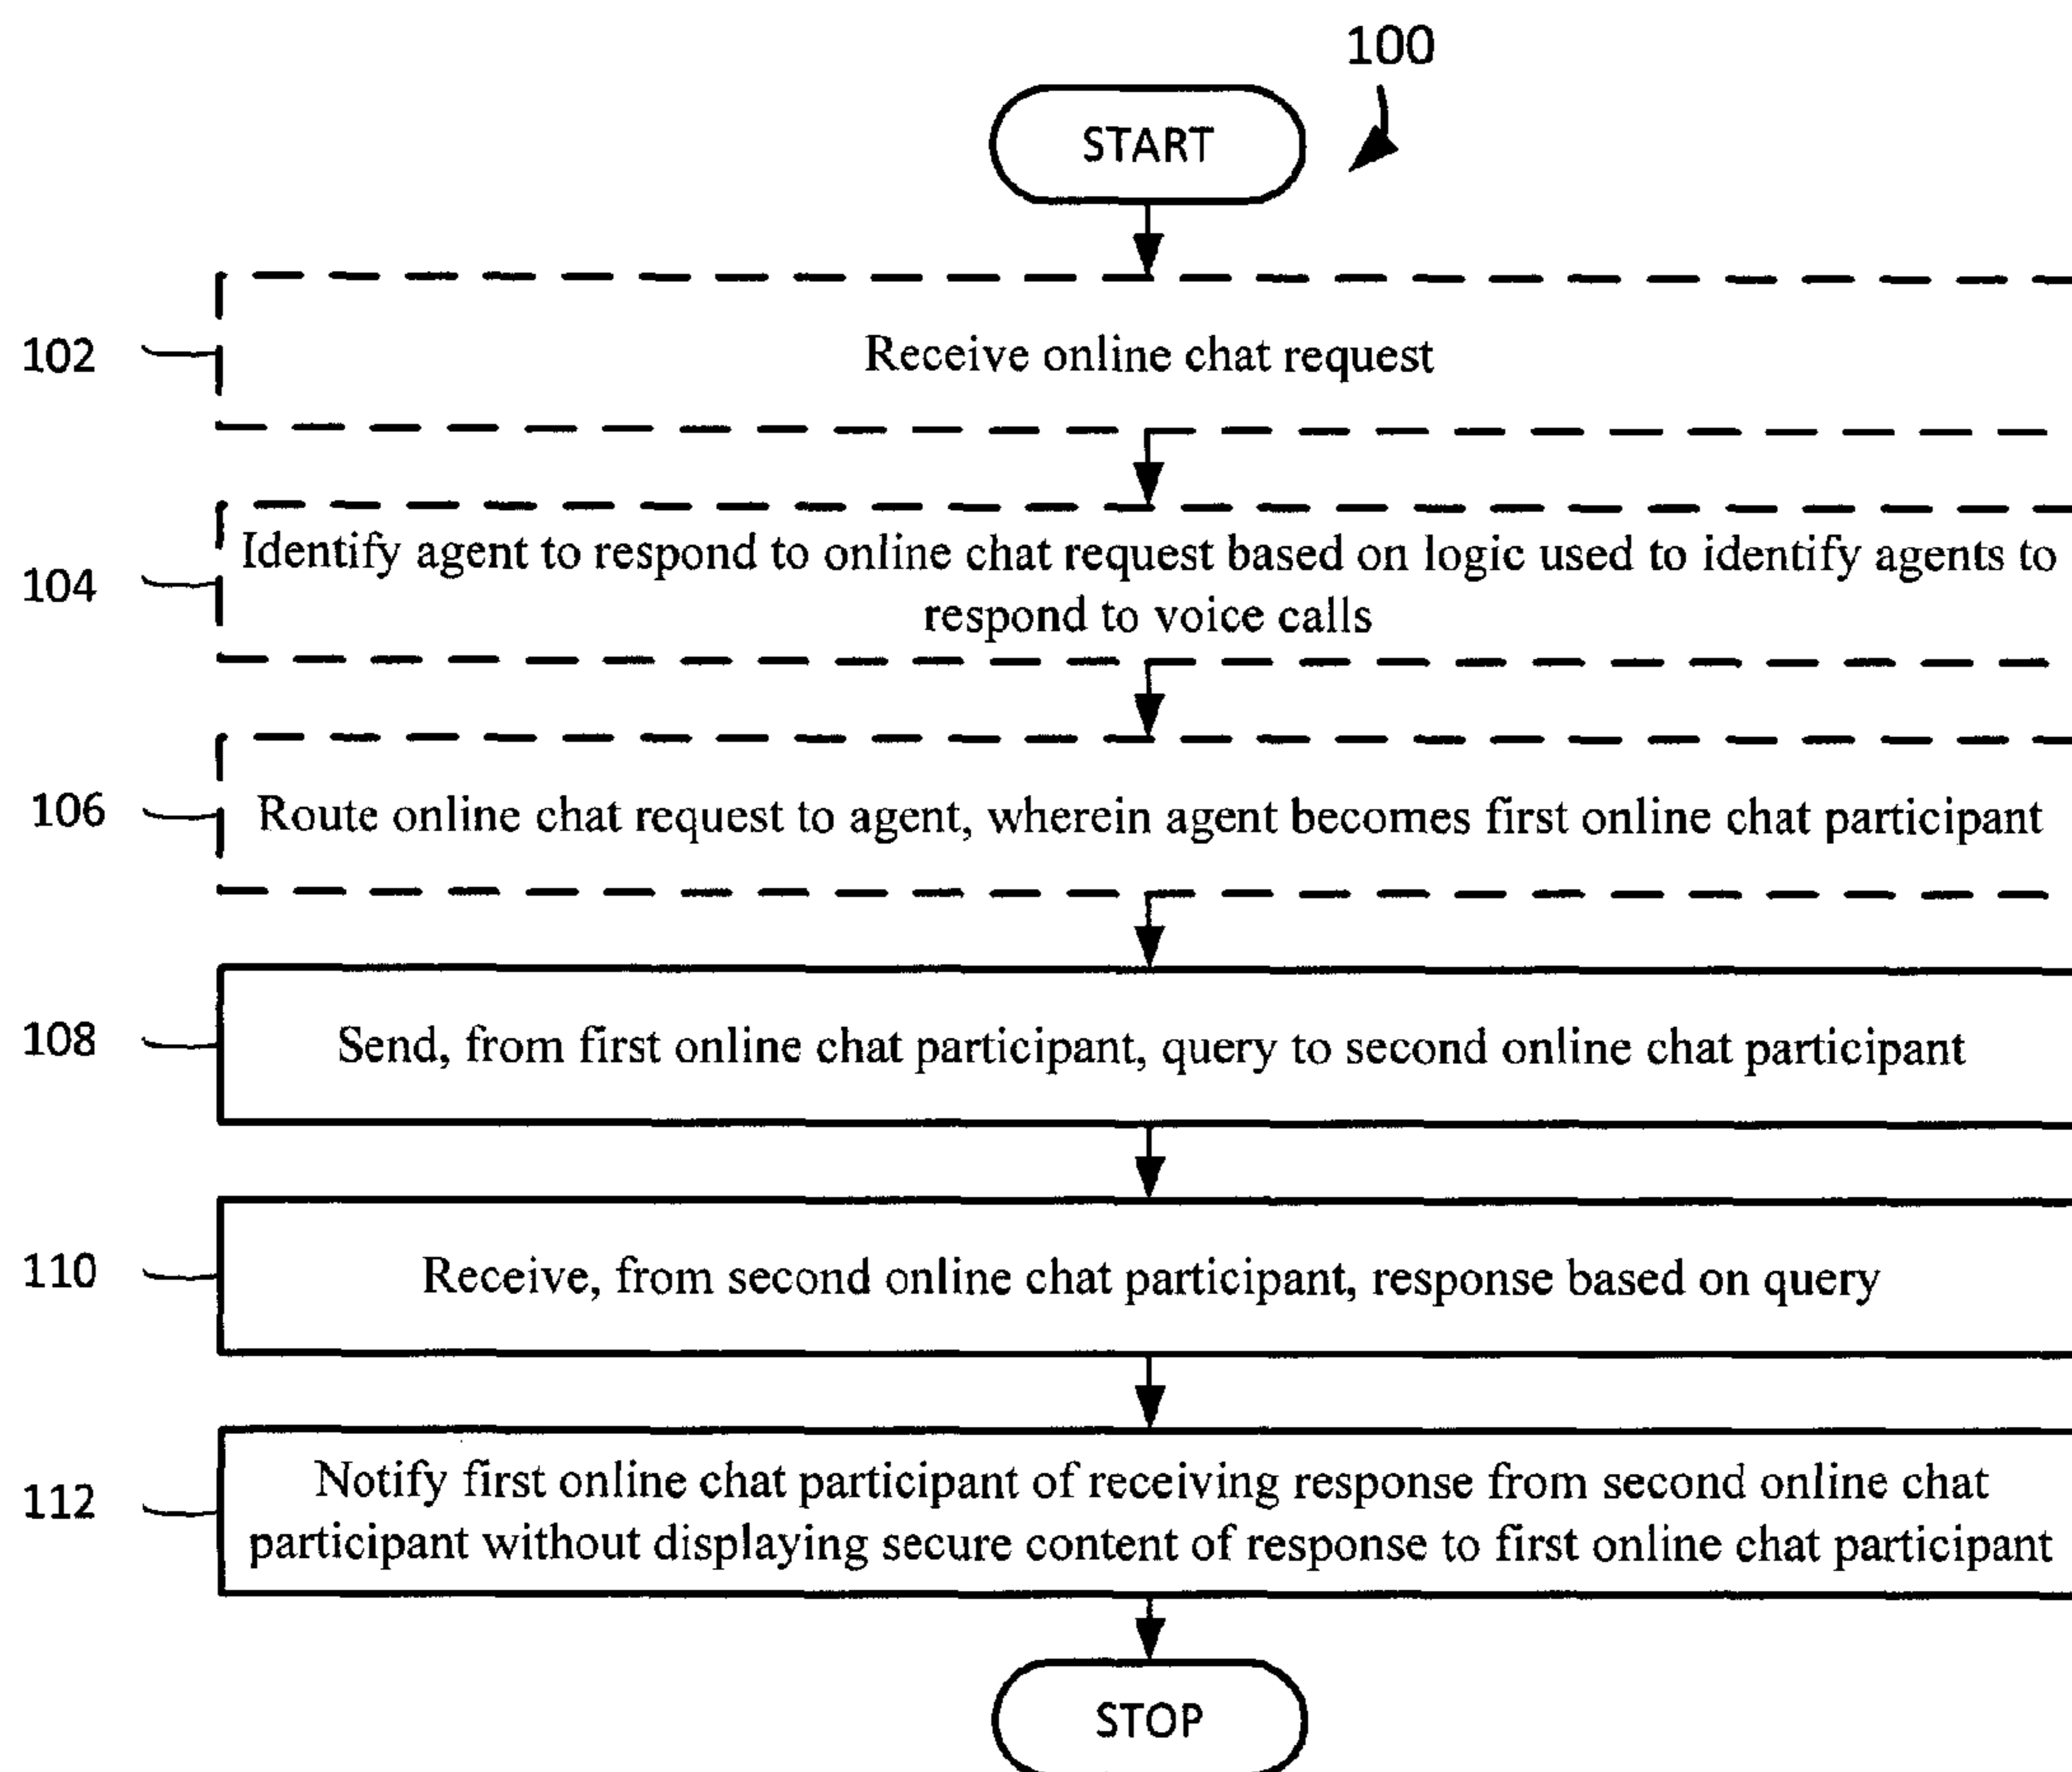 100
START
102
Receive online chat request
104
Identify agent to respond to online chat request based on logic used to identify agents to
respond to voice calls
106
Route online chat request to agent, wherein agent becomes first online chat participant
108
Send, from first online chat participant, query to second online chat participant
110
Receive, from second online chat participant, response based on query
112
Notify first online chat participant of receiving response from second online chat
participant without displaying secure content of response to first online chat participant
STOP